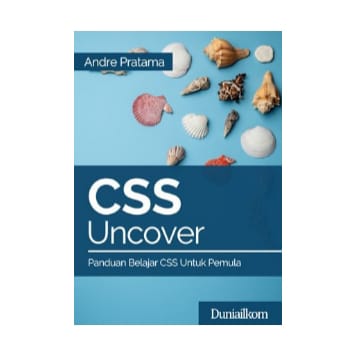 Andre Pratama
CSS
Uncover
Panduan Belajar CSS Untuk Pemula
Duniailkom